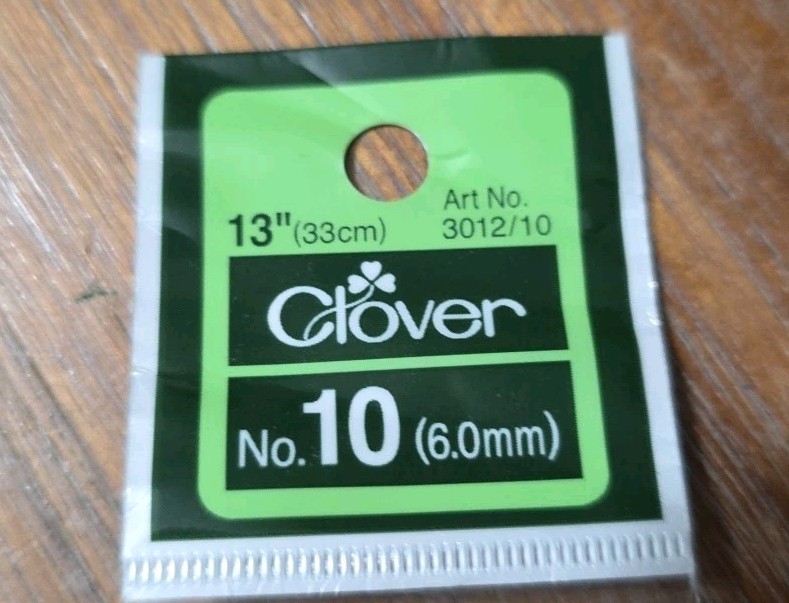 13"(33cm)
Art No.
3012/10
Clover
No.10 (6.0mm)